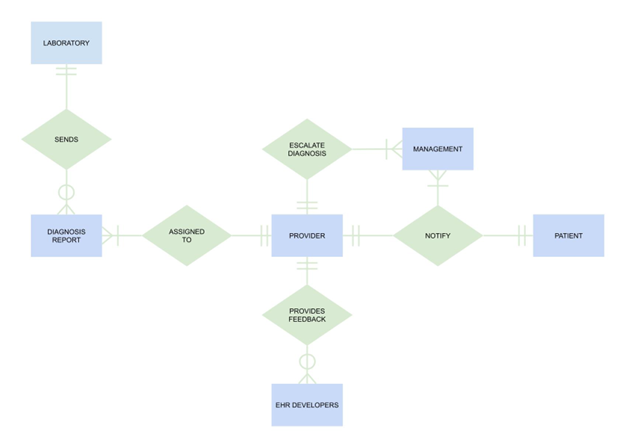 LABORATORY
SENDS
ESCALATE
DIAGNOSIS
MANAGEMENT
DIAGNOSIS
REPORT
ASSIGNED
TO
PROVIDER
NOTIFY
PATIENT
PROVIDES
FEEDBACK
EHR DEVELOPERS